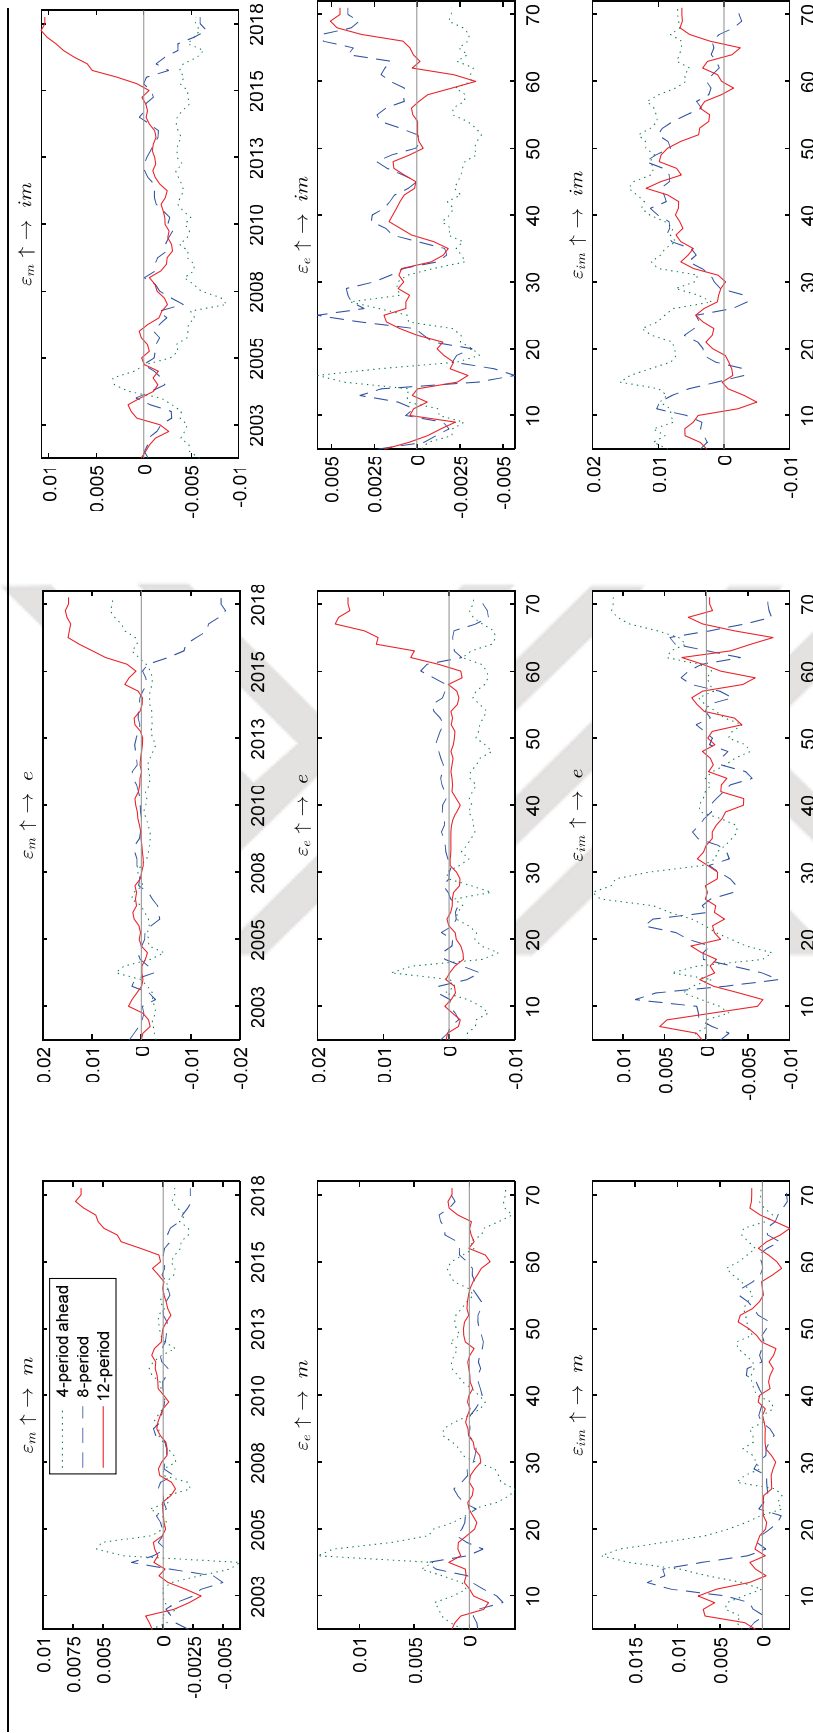 ε_m ↑ → m
0.01
0.0075
0.005
0
-0.0025
-0.005
4-period ahead
8-period
12-period
2003 2005 2008 2010 2013 2015 2018
ε_m ↑ → e
0.02
0.01
0
-0.01
-0.02
2003 2005 2008 2010 2013 2015 2018
ε_m ↑ → im
0.01
0.005
0
-0.005
-0.01
2003 2005 2008 2010 2013 2015 2018
ε_e ↑ → m
0.01
0.005
0
10 20 30 40 50 60 70
ε_e ↑ → e
0.02
0.01
0
-0.01
10 20 30 40 50 60 70
ε_e ↑ → im
0.005
0.0025
0
-0.0025
-0.005
10 20 30 40 50 60 70
ε_im ↑ → m
0.015
0.01
0.005
0
10 20 30 40 50 60 70
ε_im ↑ → e
0.01
0.005
0
-0.005
-0.01
10 20 30 40 50 60 70
ε_im ↑ → im
0.02
0.01
0
-0.01
10 20 30 40 50 60 70